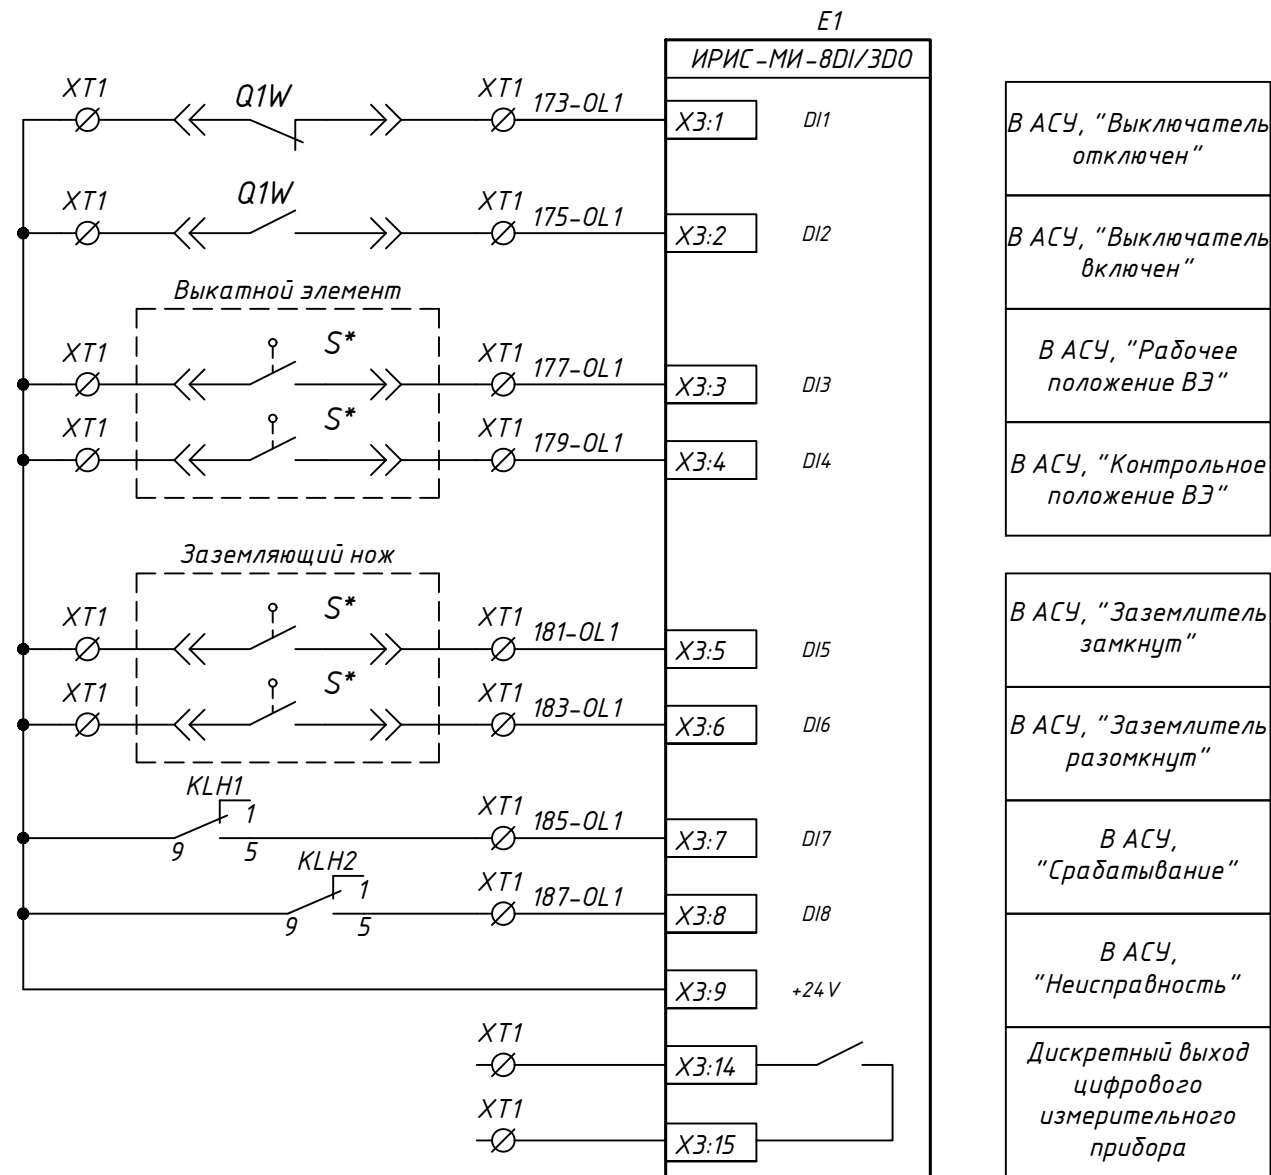 E1
ИРИС-МИ-8DI/3DO
XT1
Q1W
XT1
173-OL1
X3:1
DI1
В АСУ, "Выключатель
отключен"
XT1
Q1W
XT1
175-OL1
X3:2
DI2
В АСУ, "Выключатель
включен"
Выкатной элемент
XT1
S*
XT1
177-OL1
X3:3
DI3
В АСУ, "Рабочее
положение ВЭ"
XT1
S*
XT1
179-OL1
X3:4
DI4
В АСУ, "Контрольное
положение ВЭ"
Заземляющий нож
XT1
S*
XT1
181-OL1
X3:5
DI5
В АСУ, "Заземлитель
замкнут"
XT1
S*
XT1
183-OL1
X3:6
DI6
В АСУ, "Заземлитель
разомкнут"
KLH1
1
9
5
XT1
185-OL1
X3:7
DI7
В АСУ,
"Срабатывание"
KLH2
1
9
5
XT1
187-OL1
X3:8
DI8
В АСУ,
"Неисправность"
X3:9
+24V
XT1
X3:14
XT1
X3:15
Дискретный выход
цифрового
измерительного
прибора